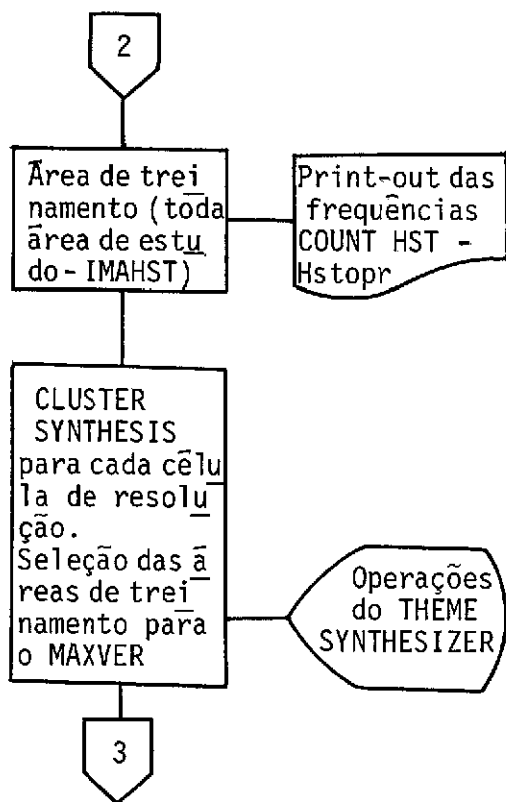 2
Área de trei
namento (toda
área de estu
do-IMAHST)
Print-out das
frequências
COUNT HST -
Hstopr
CLUSTER
SYNTHESIS
para cada célu
la de resolu
ção.
Seleção das á
reas de trei
namento para
o MAXVER
Operações
do THEME
SYNTHESIZER
3